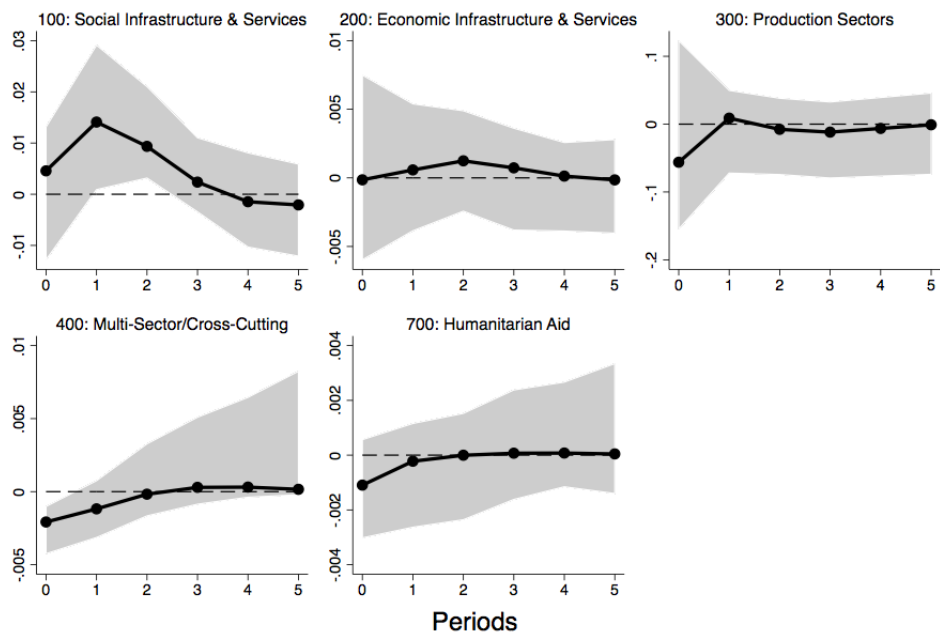 100: Social Infrastructure & Services
.03
.02
.01
0
-.01
0 1 2 3 4 5
200: Economic Infrastructure & Services
.01
.005
0
-.005
0 1 2 3 4 5
300: Production Sectors
.1
0
-.1
-.2
0 1 2 3 4 5
400: Multi-Sector/Cross-Cutting
.01
.005
0
-.005
0 1 2 3 4 5
700: Humanitarian Aid
.004
.002
0
-.002
-.004
0 1 2 3 4 5
Periods